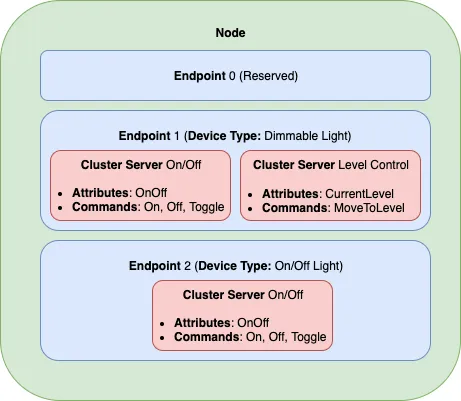 Node
Endpoint 0 (Reserved)
Endpoint 1 (Device Type: Dimmable Light)
Cluster Server On/Off
• Attributes: OnOff
• Commands: On, Off, Toggle
Cluster Server Level Control
• Attributes: CurrentLevel
• Commands: MoveToLevel
Endpoint 2 (Device Type: On/Off Light)
Cluster Server On/Off
• Attributes: OnOff
• Commands: On, Off, Toggle